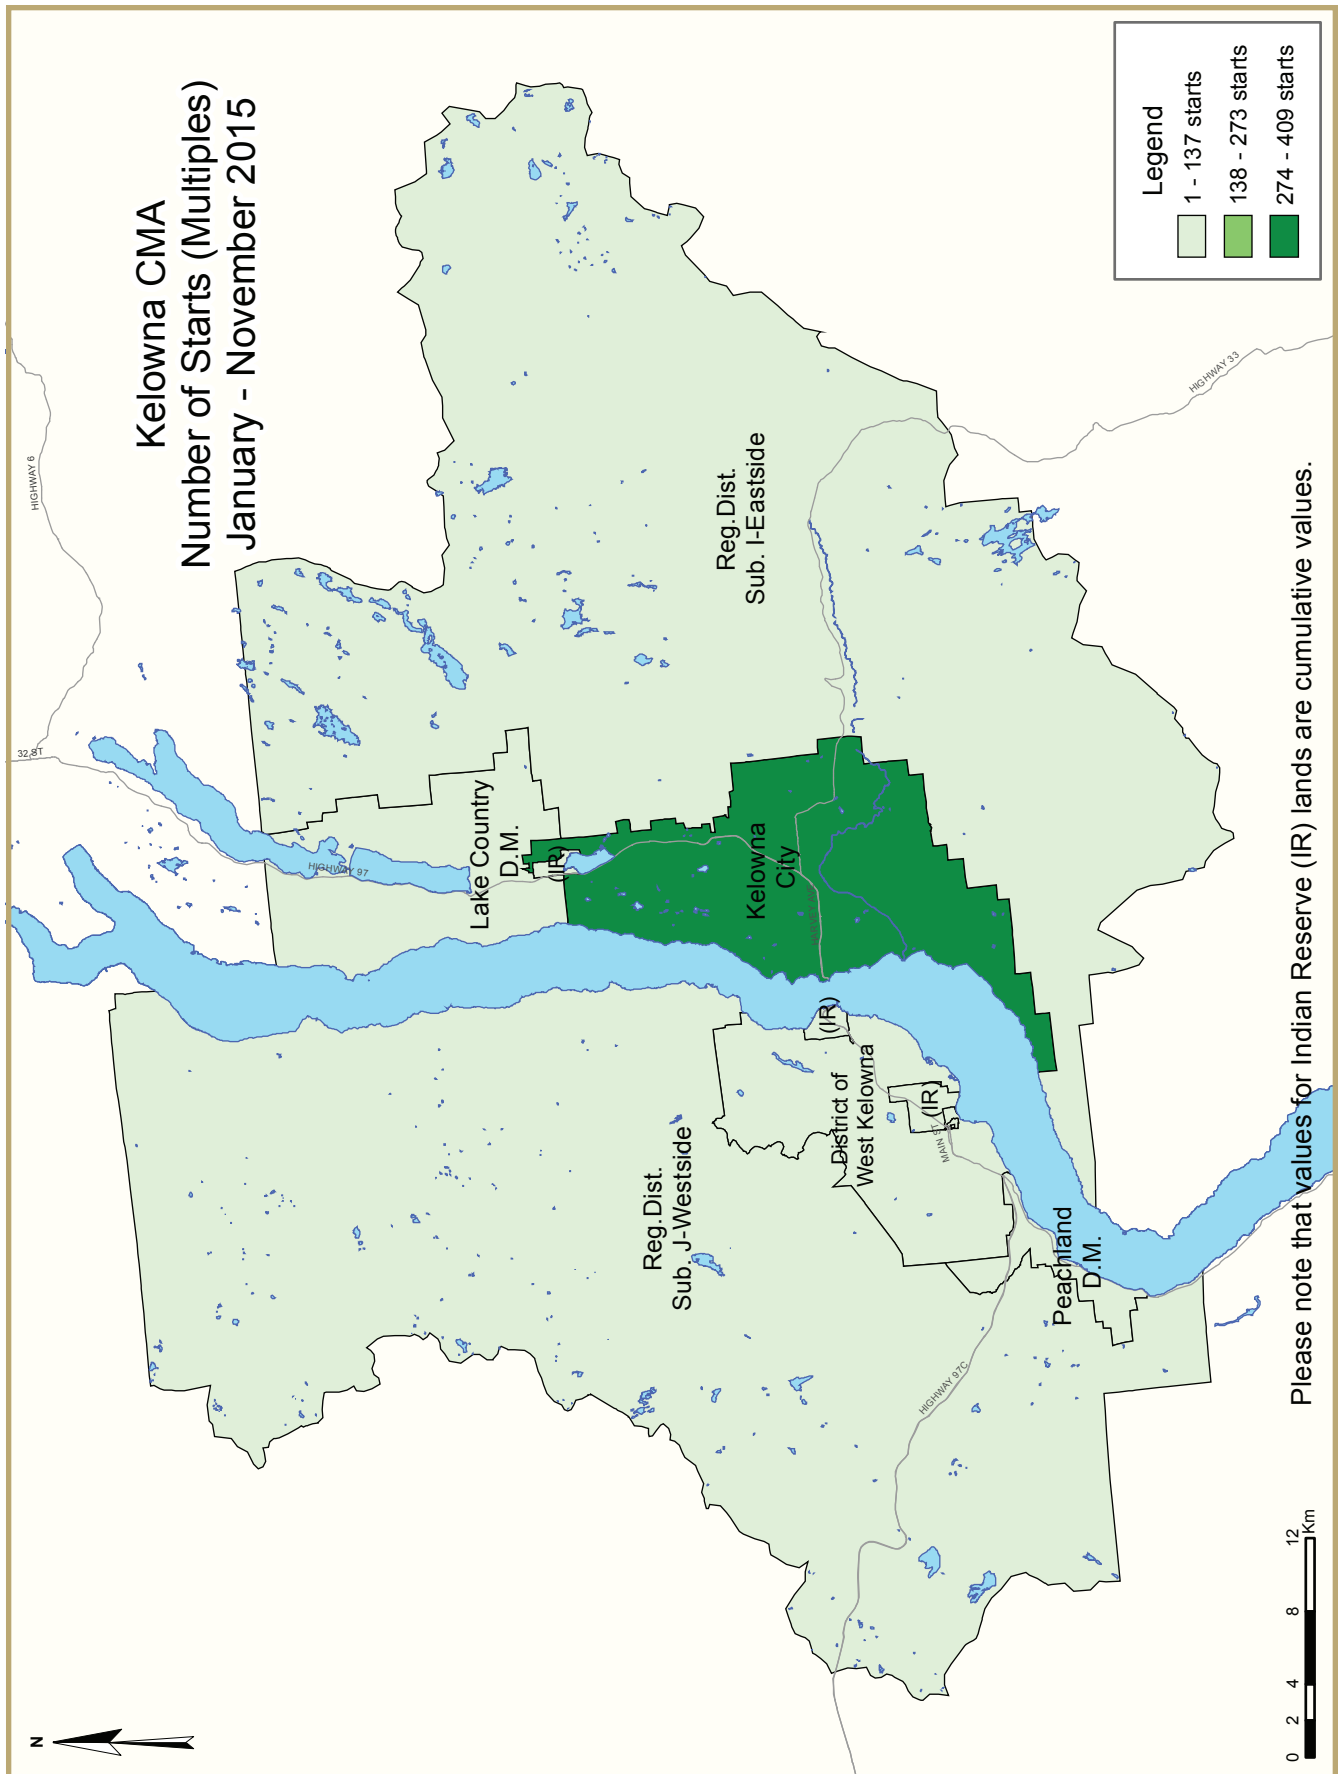 Kelowna CMA
Number of Starts (Multiples)
January - November 2015
N
HIGHWAY 6
32 ST
HIGHWAY 97
Lake Country
D.M.
(IR)
Reg.Dist.
Sub. I-Eastside
Kelowna
City
HIGHWAY 33
(IR)
District of
West Kelowna
(IR)
MAIN ST
Reg.Dist.
Sub. J-Westside
Peachland
D.M.
HIGHWAY 97C
Legend
1 - 137 starts
138 - 273 starts
274 - 409 starts
0 2 4 8 12
Km
Please note that values for Indian Reserve (IR) lands are cumulative values.